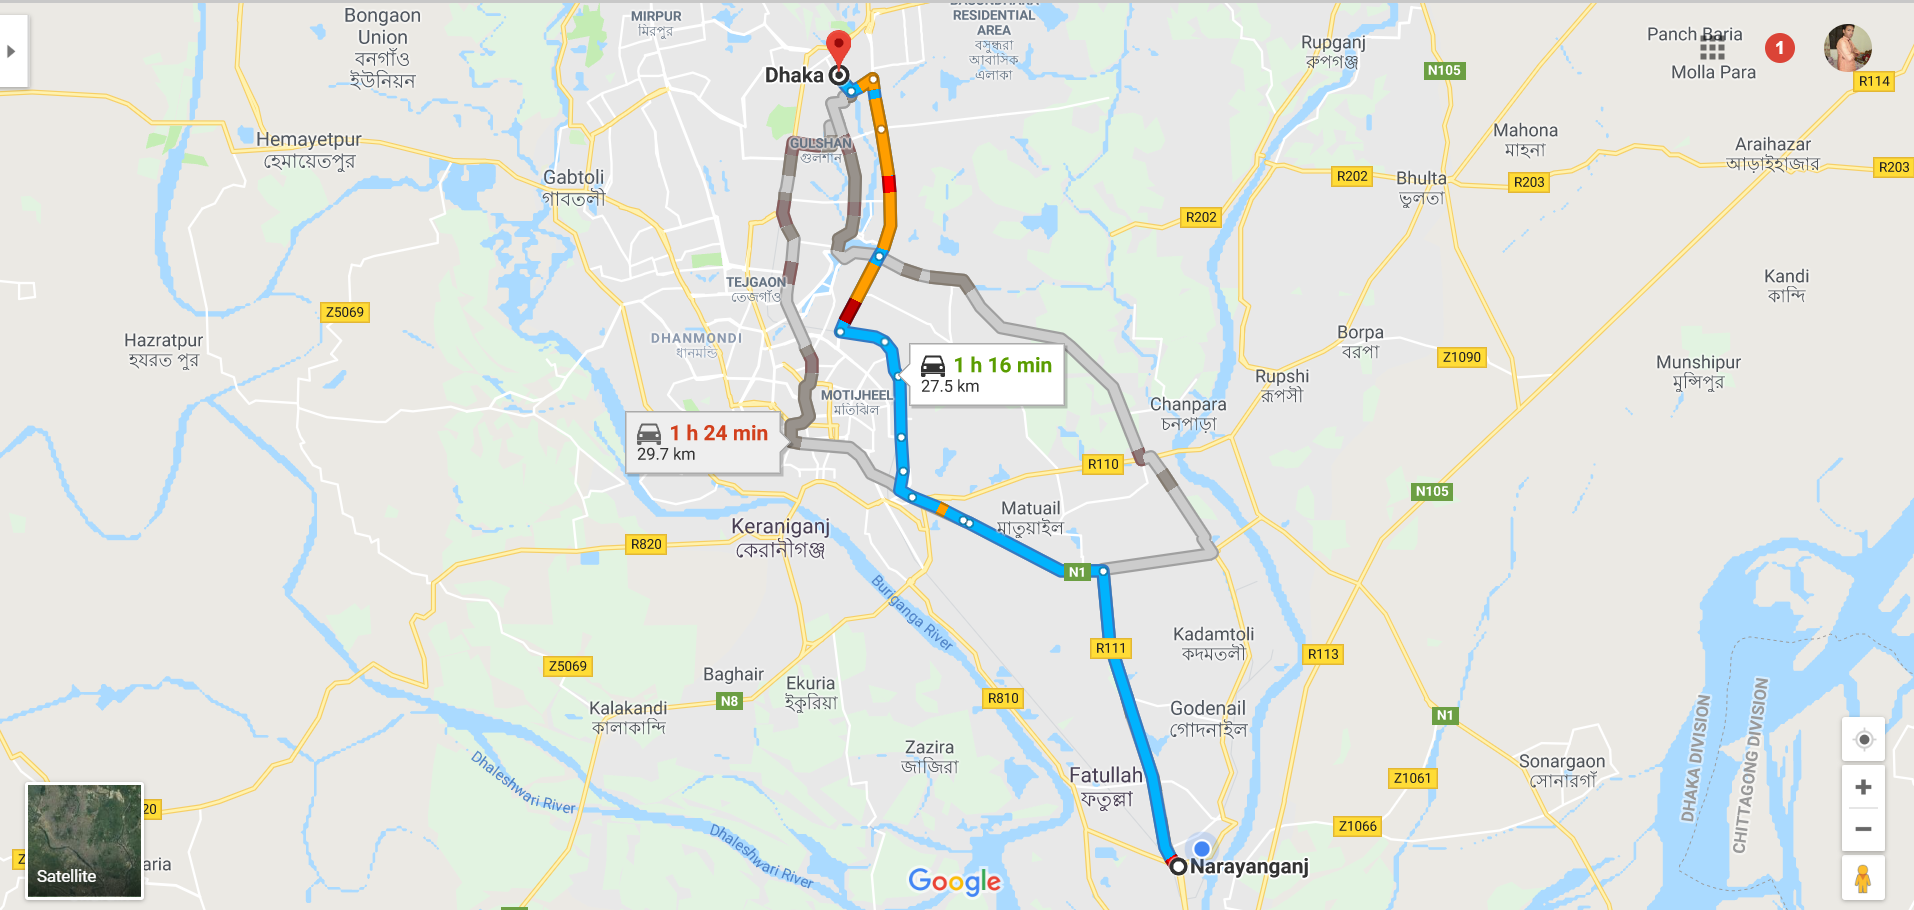 Bongaon
Union
বনগাঁও
ইউনিয়ন
MIRPUR
মিরপুর
RESIDENTIAL
AREA
বসুন্ধরা
আবাসিক
এলাকা
Rupganj
রুপগঞ্জ
Panch Baria
Molla Para
1
N105
R114
Dhaka
Hemayetpur
হেমায়েতপুর
GULSHAN
গুলশান
Mahona
মাহনা
Araihazar
আড়াইহাজার
Gabtoli
গাবতলী
R202
Bhulta
ভুলতা
R203
R203
R202
TEJGAON
তেজগাঁও
Kandi
কান্দি
Z5069
Hazratpur
হযরত পুর
DHANMONDI
ধানমন্ডি
Borpa
বরপা
Z1090
Munshipur
মুন্সিপুর
1 h 16 min
27.5 km
Rupshi
রূপসী
MOTIJHEEL
মতিঝিল
Chanpara
চনপাড়া
1 h 24 min
29.7 km
R110
N105
Matuail
মাতুয়াইল
Keraniganj
কেরানীগঞ্জ
R820
N1
Buriganga River
Kadamtoli
কদমতলী
R111
R113
Z5069
Baghair
Ekuria
ইকুরিয়া
N8
R810
Kalakandi
কালাকান্দি
Godenail
গোদনাইল
N1
DHAKA DIVISION
CHITTAGONG DIVISION
Zazira
জাজিরা
Dhaleshwari River
Fatullah
ফতুল্লা
Z1061
Sonargaon
সোনারগাঁ
20
Z1066
Dhaleshwari River
Z
aria
Satellite
Narayanganj
Google